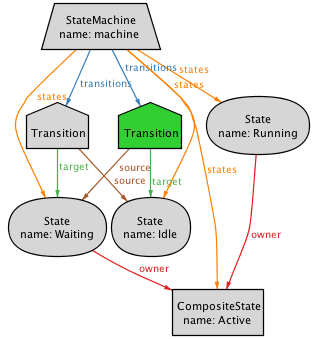 StateMachine
name: machine
transitions
states
states
transitions
states
Transition
Transition
State
name: Running
target
source
source
target
states
State
name: Waiting
State
name: Idle
owner
owner
CompositeState
name: Active